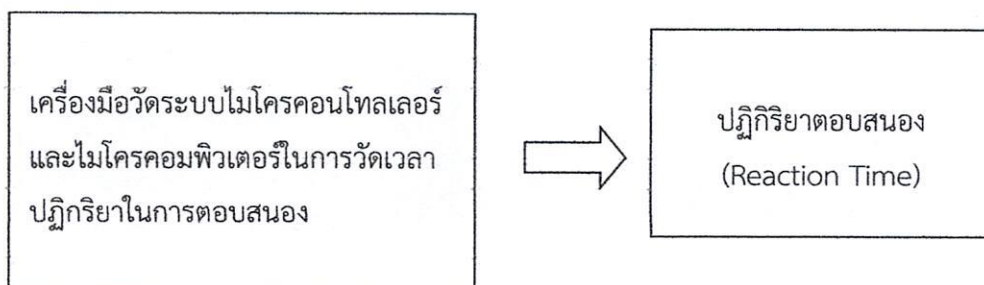 เครื่องมือวัดระบบไมโครคอนโทลเลอร์
และไมโครคอมพิวเตอร์ในการวัดเวลา
ปฏิกริยาในการตอบสนอง
ปฏิกิริยาตอบสนอง
(Reaction Time)